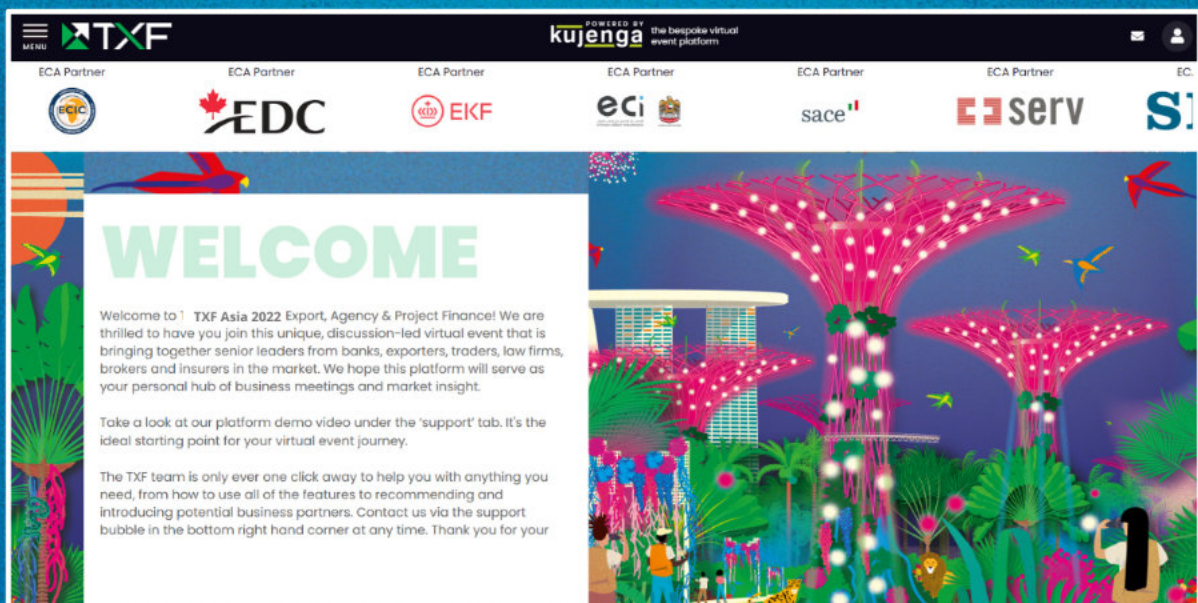 MENU
TXF
POWERED BY
kujenga
the bespoke virtual
event platform
ECA Partner
ECA Partner
ECA Partner
ECA Partner
ECA Partner
ECA Partner
EC
ECIC
EDC
EKF
eci
sace
serv
S
WELCOME
Welcome to TXF Asia 2022 Export, Agency & Project Finance! We are
thrilled to have you join this unique, discussion-led virtual event that is
bringing together senior leaders from banks, exporters, traders, law firms,
brokers and insurers in the market. We hope this platform will serve as
your personal hub of business meetings and market insight.
Take a look at our platform demo video under the 'support' tab. It's the
ideal starting point for your virtual event journey.
The TXF team is only ever one click away to help you with anything you
need, from how to use all of the features to recommending and
introducing potential business partners. Contact us via the support
bubble in the bottom right hand corner at any time. Thank you for your